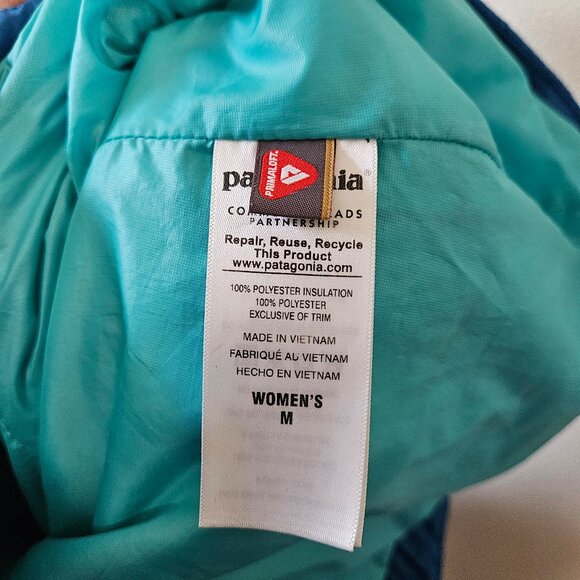 PRIMALOFT
patagonia®
PARTNERSHIP
Repair, Reuse, Recycle
This Product
www.patagonia.com
100% POLYESTER INSULATION
100% POLYESTER
EXCLUSIVE OF TRIM
MADE IN VIETNAM
FABRIQUÉ AU VIETNAM
HECHO EN VIETNAM
WOMEN'S
M